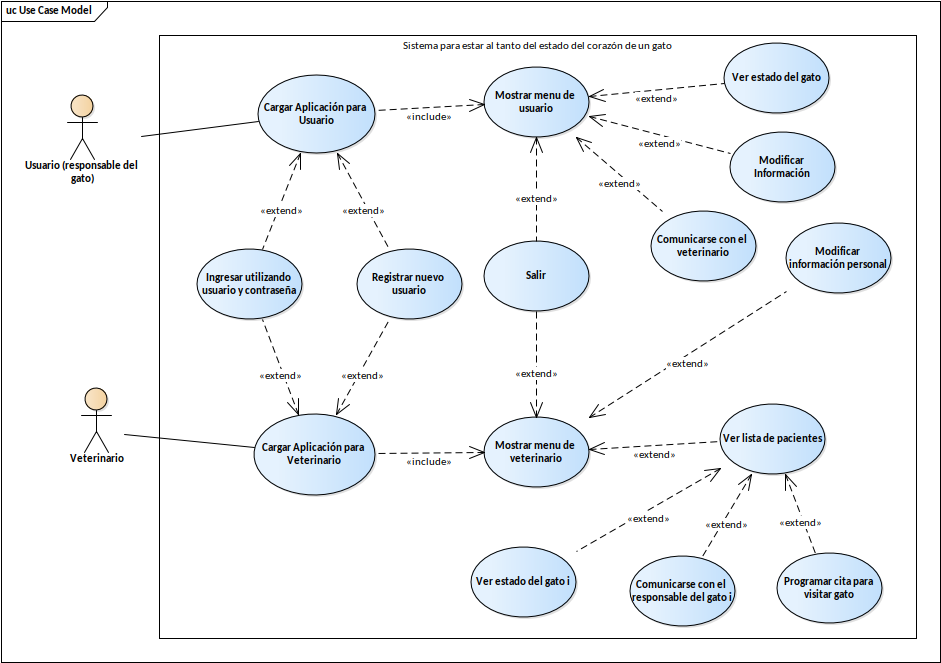 uc Use Case Model
Sistema para estar al tanto del estado del corazón de un gato
Usuario (responsable del
gato)
Cargar Aplicación para
Usuario
«include»
Mostrar menu de
usuario
«extend»
Ver estado del gato
«extend»
Modificar
Información
«extend»
Comunicarse con el
veterinario
«extend»
«extend»
«extend»
Ingresar utilizando
usuario y contraseña
Registrar nuevo
usuario
Salir
Modificar
información personal
«extend»
«extend»
«extend»
«extend»
Veterinario
Cargar Aplicación para
Veterinario
«include»
Mostrar menu de
veterinario
«extend»
Ver lista de pacientes
«extend»
«extend»
«extend»
Ver estado del gato i
Comunicarse con el
responsable del gato i
Programar cita para
visitar gato